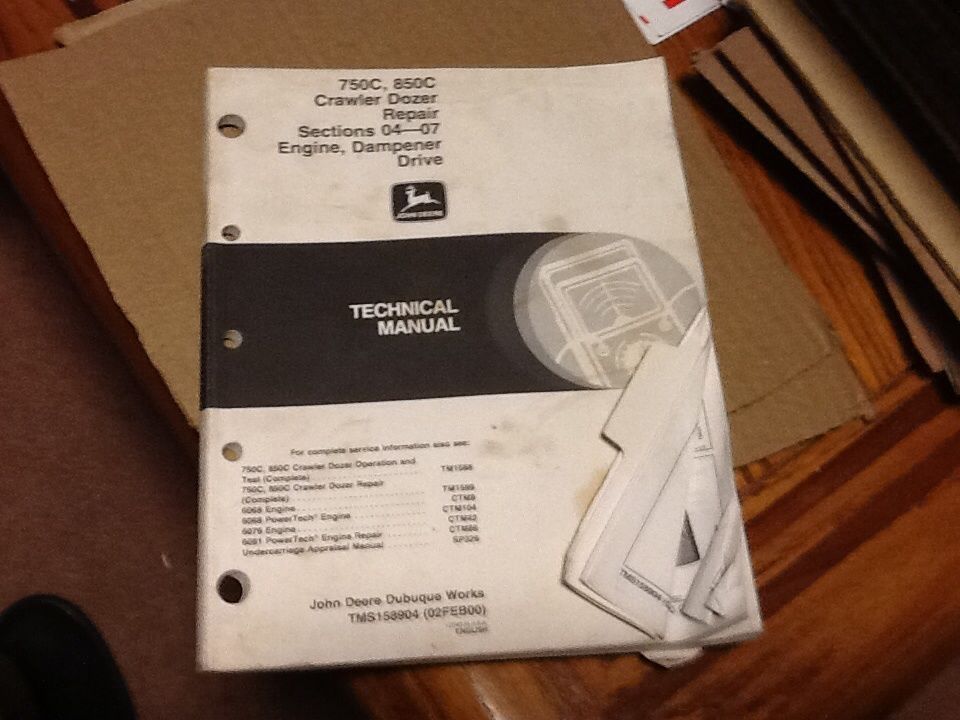 750C, 850C
Crawler Dozer
Repair
Sections 04—07
Engine, Dampener
Drive
JOHN DEERE
TECHNICAL
MANUAL
For complete service information also see:
750C, 850C Crawler Dozer Operation and
Test (Complete) TM1588
750C, 850C Crawler Dozer Repair
(Complete) TM1589
6068 Engine CTM8
6068 PowerTech® Engine CTM104
6076 Engine CTM42
6081 PowerTech® Engine Repair CTM86
Undercarriage Appraisal Manual SP326
John Deere Dubuque Works
TMS158904 (02FEB00)
ENGLISH
TMS158904